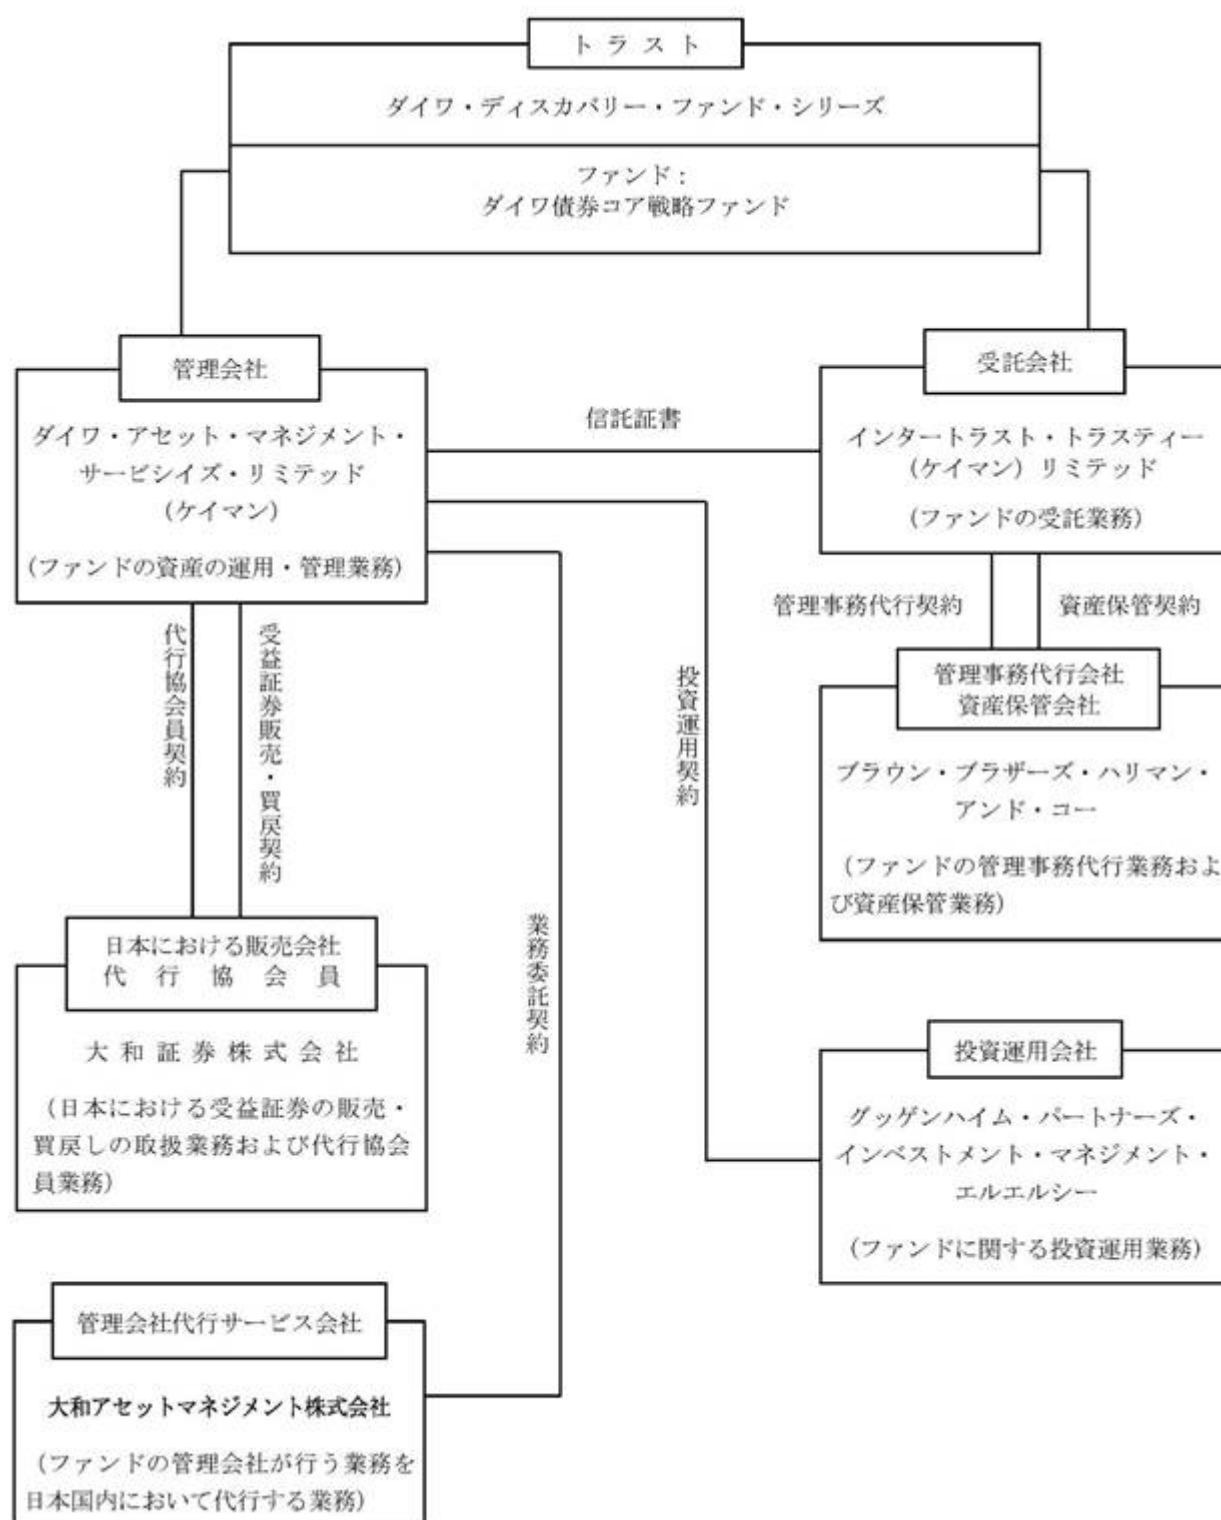 トラスト
ダイワ・ディスカバリー・ファンド・シリーズ
ファンド：
ダイワ債券コア戦略ファンド
管理会社
ダイワ・アセット・マネジメント・
サービシイズ・リミテッド
（ケイマン）
（ファンドの資産の運用・管理業務）
信託証書
受託会社
インタートラスト・トラスティー
（ケイマン）リミテッド
（ファンドの受託業務）
管理事務代行契約
資産保管契約
代行協会員契約
受益証券販売・買戻契約
投資運用契約
業務委託契約
管理事務代行会社
資産保管会社
ブラウン・ブラザーズ・ハリマン・
アンド・コー
（ファンドの管理事務代行業務およ
び資産保管業務）
日本における販売会社
代行協会員
大和証券株式会社
（日本における受益証券の販売・
買戻しの取扱業務および代行協会
員業務）
投資運用会社
グッゲンハイム・パートナーズ・
インベストメント・マネジメント・
エルエルシー
（ファンドに関する投資運用業務）
管理会社代行サービス会社
大和アセットマネジメント株式会社
（ファンドの管理会社が行う業務を
日本国内において代行する業務）